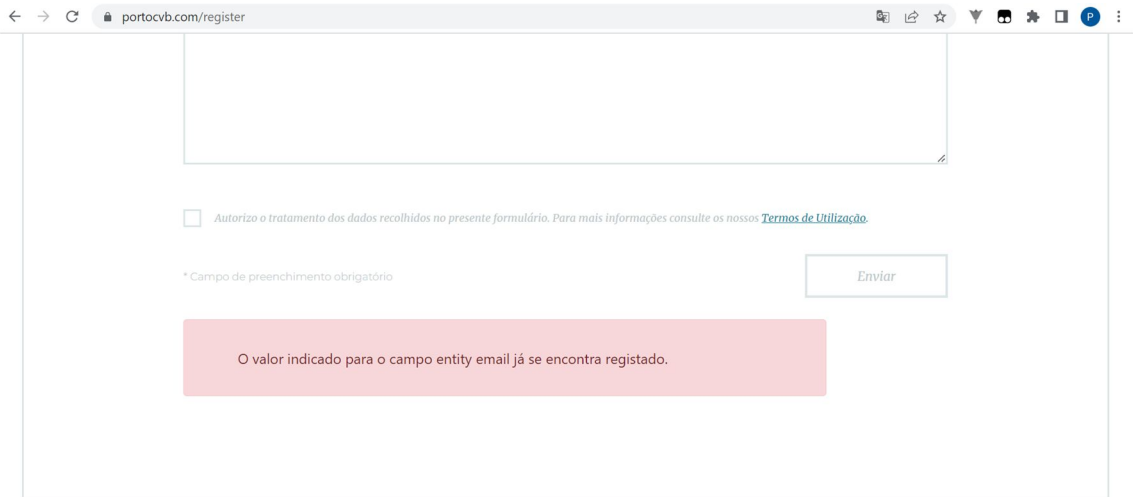 portocvb.com/register
P
Autorizo o tratamento dos dados recolhidos no presente formulário. Para mais informações consulte os nossos Termos de Utilização.
* Campo de preenchimento obrigatório
Enviar
O valor indicado para o campo entity email já se encontra registado.